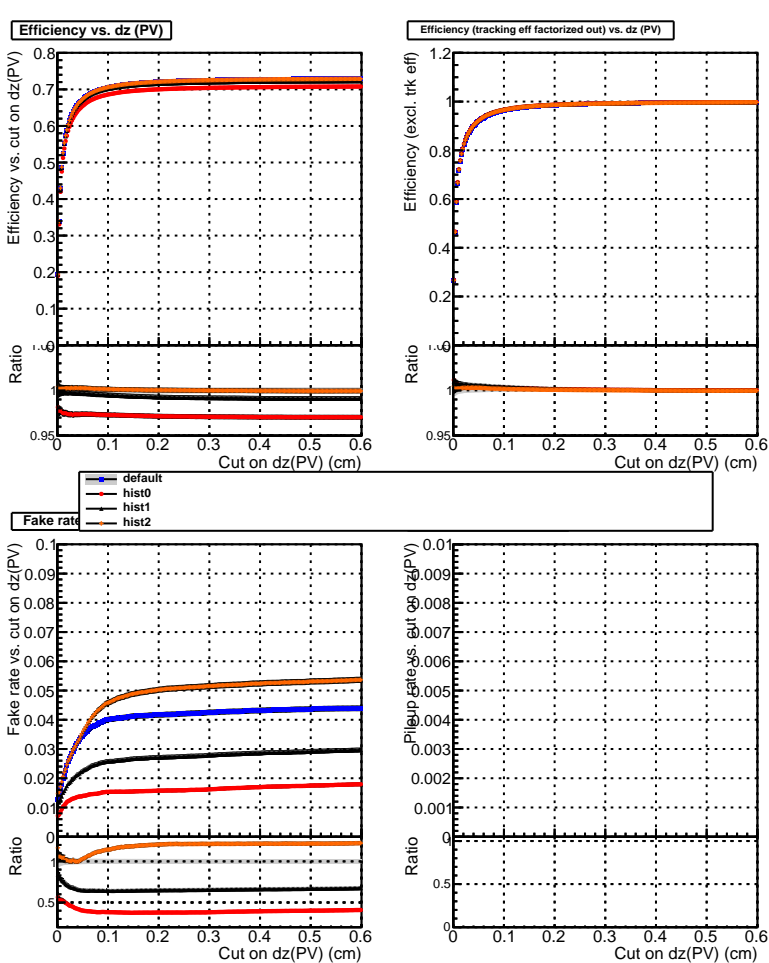 Efficiency vs. dz (PV)
Efficiency vs. cut on dz(PV)
0.8
0.7
0.6
0.5
0.4
0.3
0.2
0.1
0
Ratio
1
0.95
0 0.1 0.2 0.3 0.4 0.5 0.6
Cut on dz(PV) (cm)
Efficiency (tracking eff factorized out) vs. dz (PV)
Efficiency (excl. trk eff)
1.2
1
0.8
0.6
0.4
0.2
0
Ratio
1
0.95
0 0.1 0.2 0.3 0.4 0.5 0.6
Cut on dz(PV) (cm)
default
hist0
hist1
hist2
Fake rate
Fake rate vs. cut on dz(PV)
0.1
0.09
0.08
0.07
0.06
0.05
0.04
0.03
0.02
0.01
0
Ratio
1
0.5
0 0.1 0.2 0.3 0.4 0.5 0.6
Cut on dz(PV) (cm)
Pileup rate vs. cut on dz(PV)
0.01
0.009
0.008
0.007
0.006
0.005
0.004
0.003
0.002
0.001
0
Ratio
0.5
0
0 0.1 0.2 0.3 0.4 0.5 0.6
Cut on dz(PV) (cm)